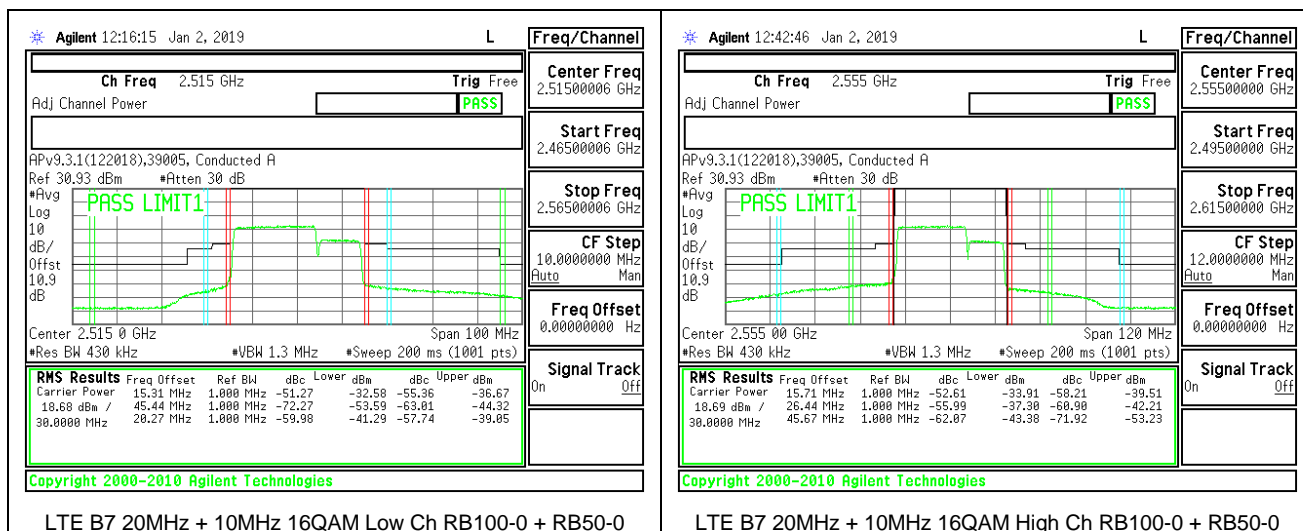 Agilent 12:16:15 Jan 2, 2019 L
Freq/Channel
Ch Freq 2.515 GHz Trig Free
Adj Channel Power PASS
Center Freq
2.51500006 GHz
Start Freq
2.46500006 GHz
APv9.3.1(122018),39005, Conducted A
Ref 30.93 dBm #Atten 30 dB
#Avg
Log
10
dB/
Offst
10.9
dB
PASS LIMIT1
Stop Freq
2.56500006 GHz
CF Step
10.0000000 MHz
Auto Man
Freq Offset
0.00000000 Hz
Center 2.515 0 GHz Span 100 MHz
#Res BW 430 kHz #VBW 1.3 MHz #Sweep 200 ms (1001 pts)
Signal Track
On Off
RMS Results Freq Offset Ref BW dBc Lower dBm dBc Upper dBm
Carrier Power 15.31 MHz 1.000 MHz -51.27 -32.58 -55.36 -36.67
18.68 dBm / 45.44 MHz 1.000 MHz -72.27 -53.59 -63.01 -44.32
30.0000 MHz 20.27 MHz 1.000 MHz -59.98 -41.29 -57.74 -39.05
Copyright 2000-2010 Agilent Technologies
LTE B7 20MHz + 10MHz 16QAM Low Ch RB100-0 + RB50-0
Agilent 12:42:46 Jan 2, 2019 L
Freq/Channel
Ch Freq 2.555 GHz Trig Free
Adj Channel Power PASS
Center Freq
2.55500000 GHz
Start Freq
2.49500000 GHz
APv9.3.1(122018),39005, Conducted A
Ref 30.93 dBm #Atten 30 dB
#Avg
Log
10
dB/
Offst
10.9
dB
PASS LIMIT1
Stop Freq
2.61500000 GHz
CF Step
12.0000000 MHz
Auto Man
Freq Offset
0.00000000 Hz
Center 2.555 00 GHz Span 120 MHz
#Res BW 430 kHz #VBW 1.3 MHz #Sweep 200 ms (1001 pts)
Signal Track
On Off
RMS Results Freq Offset Ref BW dBc Lower dBm dBc Upper dBm
Carrier Power 15.71 MHz 1.000 MHz -52.61 -33.91 -58.21 -39.51
18.69 dBm / 26.44 MHz 1.000 MHz -55.99 -37.30 -60.90 -42.21
30.0000 MHz 45.67 MHz 1.000 MHz -62.07 -43.38 -71.92 -53.23
Copyright 2000-2010 Agilent Technologies
LTE B7 20MHz + 10MHz 16QAM High Ch RB100-0 + RB50-0